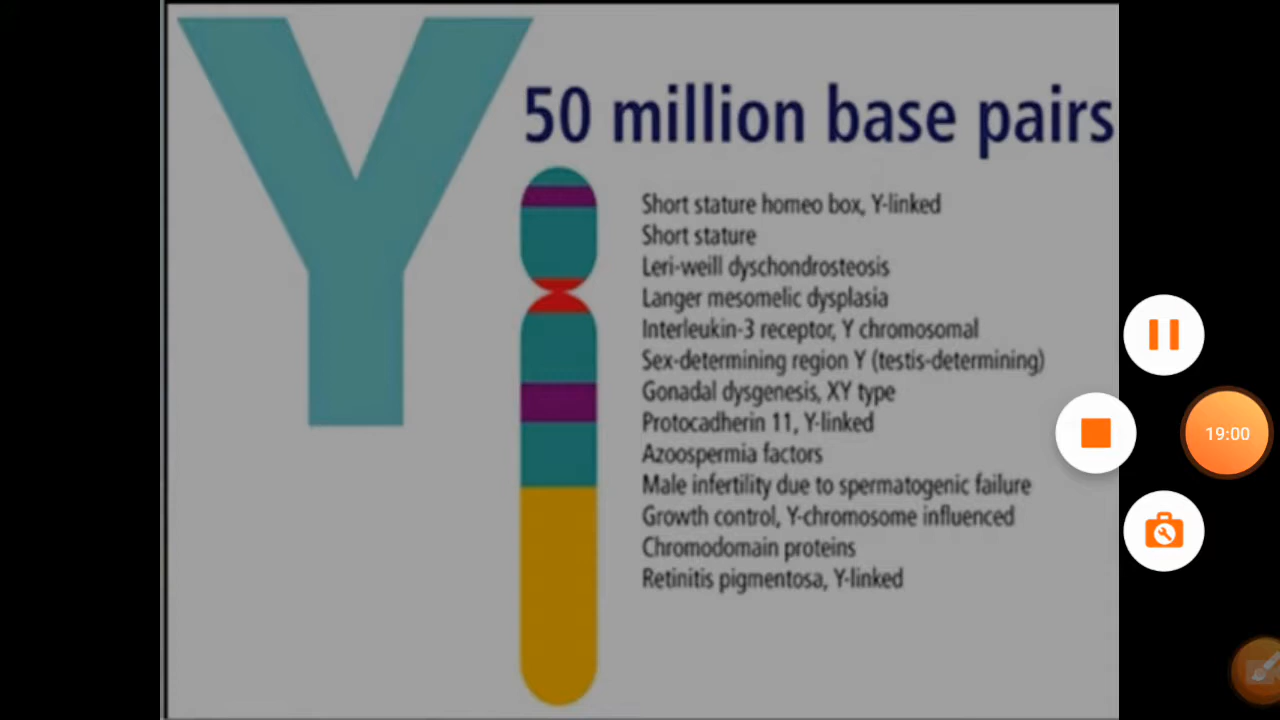 Y
50 million base pairs
Short stature homeo box, Y-linked
Short stature
Leri-weill dyschondrosteosis
Langer mesomelic dysplasia
Interleukin-3 receptor, Y chromosomal
Sex-determining region Y (testis-determining)
Gonadal dysgenesis, XY type
Protocadherin 11, Y-linked
Azoospermia factors
Male infertility due to spermatogenic failure
Growth control, Y-chromosome influenced
Chromodomain proteins
Retinitis pigmentosa, Y-linked
19:00